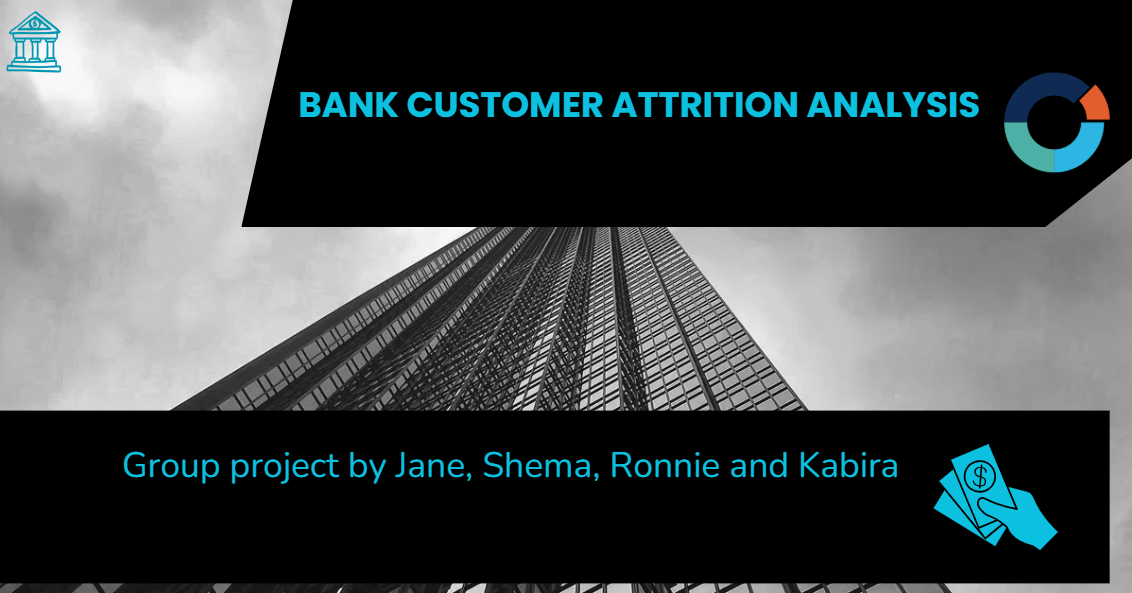 BANK CUSTOMER ATTRITION ANALYSIS
Group project by Jane, Shema, Ronnie and Kabira